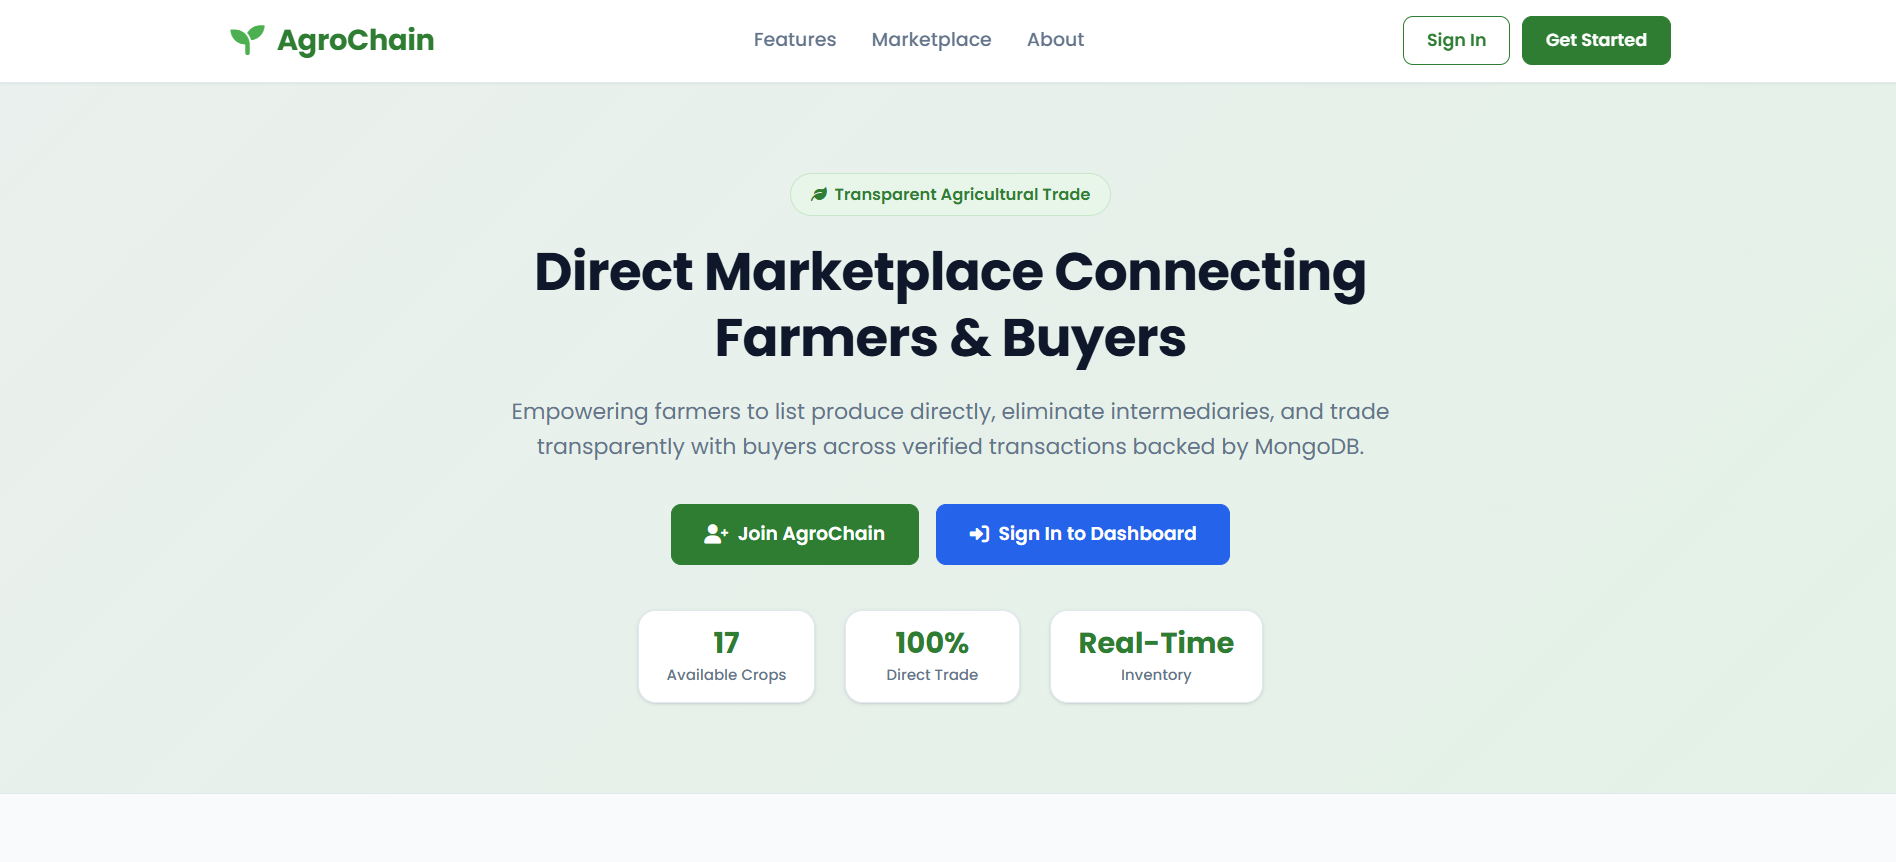 AgroChain
Features
Marketplace
About
Sign In
Get Started
Transparent Agricultural Trade
Direct Marketplace Connecting
Farmers & Buyers
Empowering farmers to list produce directly, eliminate intermediaries, and trade
transparently with buyers across verified transactions backed by MongoDB.
Join AgroChain
Sign In to Dashboard
17
Available Crops
100%
Direct Trade
Real-Time
Inventory